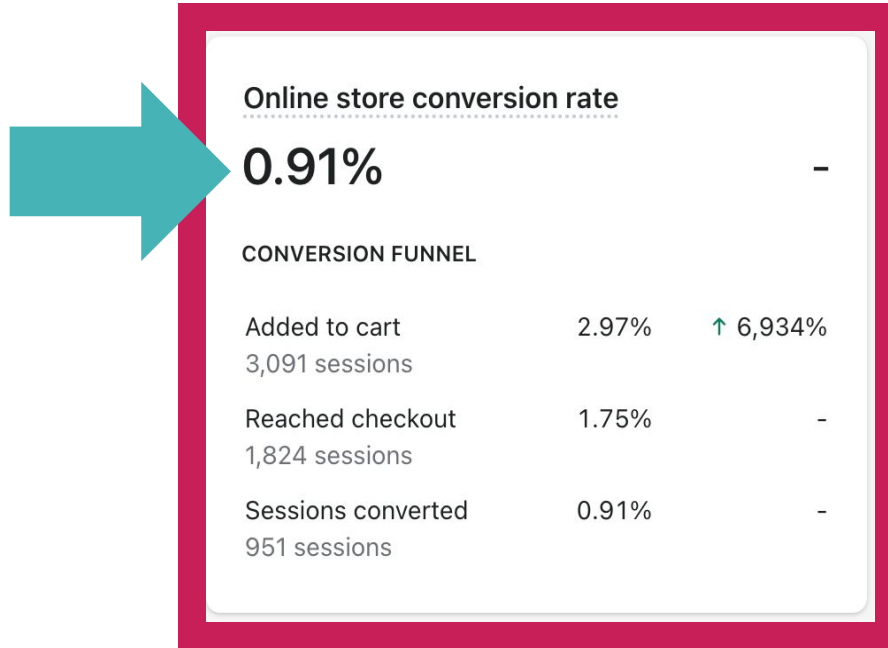 Online store conversion rate
0.91% -
CONVERSION FUNNEL
Added to cart 2.97% ↑ 6,934%
3,091 sessions
Reached checkout 1.75% -
1,824 sessions
Sessions converted 0.91% -
951 sessions